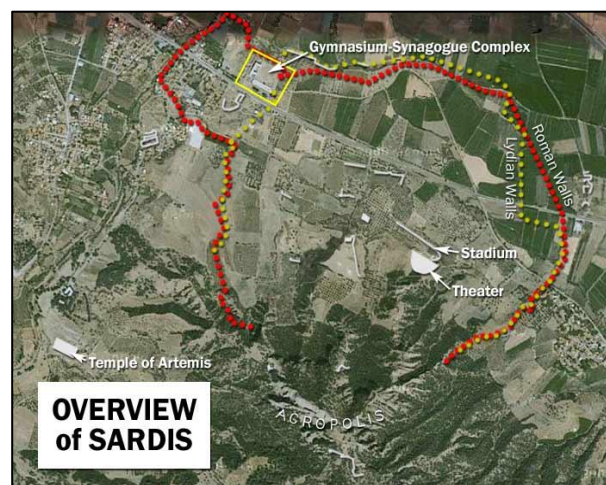 Gymnasium-Synagogue Complex
Roman Walls
Lydian Walls
Stadium
Theater
Temple of Artemis
ACROPOLIS
OVERVIEW
of SARDIS